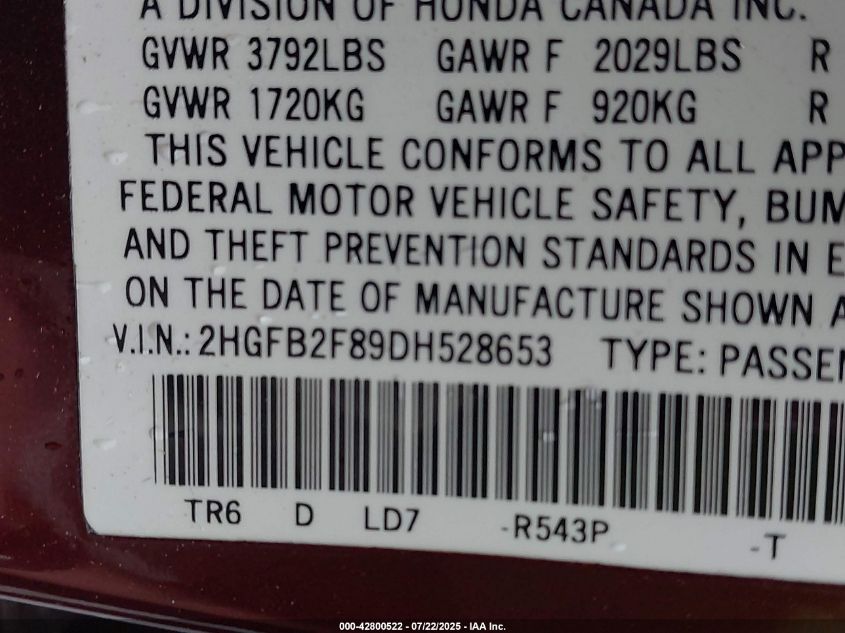 A DIVISION OF HONDA CANADA INC.
GVWR 3792LBS GAWR F 2029LBS R
GVWR 1720KG GAWR F 920KG R
THIS VEHICLE CONFORMS TO ALL APP
FEDERAL MOTOR VEHICLE SAFETY, BUM
AND THEFT PREVENTION STANDARDS IN E
ON THE DATE OF MANUFACTURE SHOWN A
V.I.N.: 2HGFB2F89DH528653 TYPE: PASSEN
TR6 D LD7 -R543P -T
000-42800522 - 07/22/2025 - IAA Inc.